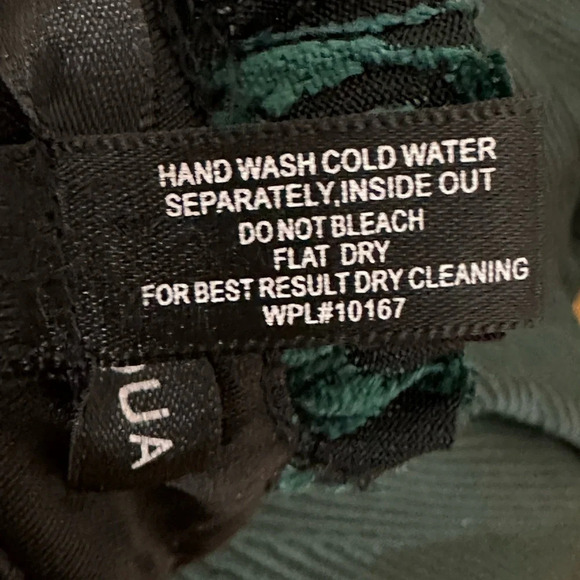 HAND WASH COLD WATER
SEPARATELY,INSIDE OUT
DO NOT BLEACH
FLAT DRY
FOR BEST RESULT DRY CLEANING
WPL#10167